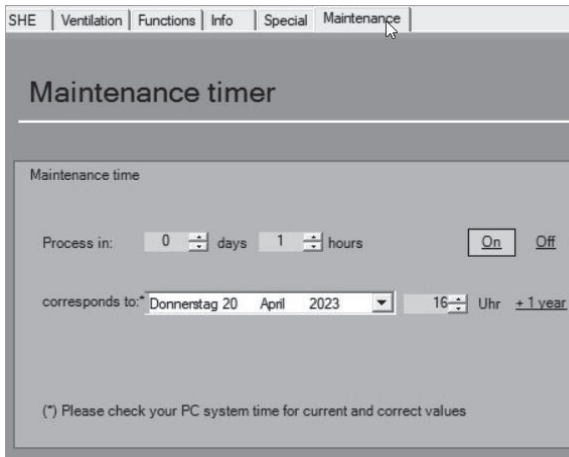 SHE Ventilation Functions Info Special Maintenance
Maintenance timer
Maintenance time
Process in: 0 days 1 hours On Off
corresponds to:* Donnerstag 20 April 2023 16 Uhr + 1 year
(*) Please check your PC system time for current and correct values